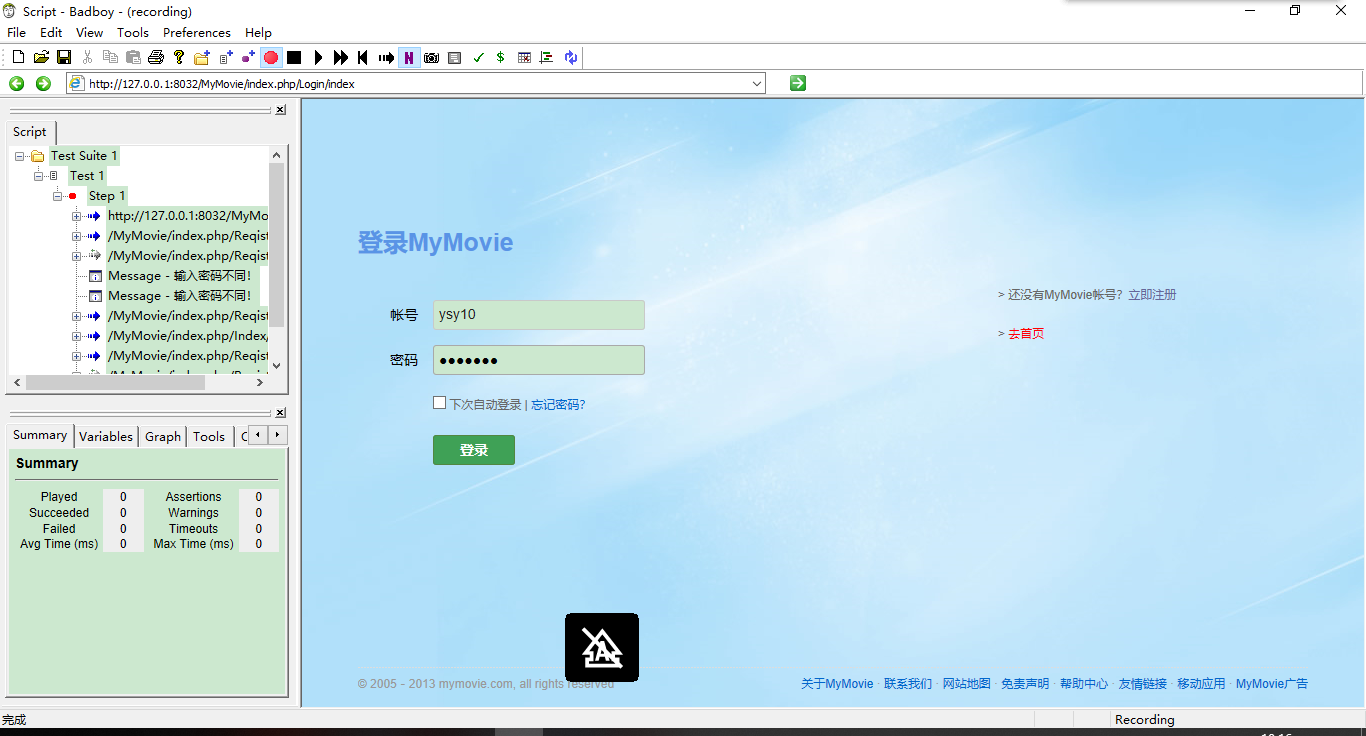 Script - Badboy - (recording)
File Edit View Tools Preferences Help
http://127.0.0.1:8032/MyMovie/index.php/Login/index
Script
Test Suite 1
Test 1
Step 1
http://127.0.0.1:8032/MyMo
/MyMovie/index.php/Regist
/MyMovie/index.php/Regist
Message - 输入密码不同!
Message - 输入密码不同!
/MyMovie/index.php/Regist
/MyMovie/index.php/Index/
/MyMovie/index.php/Regist
Summary Variables Graph Tools
Summary
Played 0 Assertions 0
Succeeded 0 Warnings 0
Failed 0 Timeouts 0
Avg Time (ms) 0 Max Time (ms) 0
登录MyMovie
帐号 ysy10
密码 ●●●●●●●
下次自动登录 | 忘记密码?
登录
> 还没有MyMovie帐号? 立即注册
> 去首页
A
© 2005 - 2013 mymovie.com, all rights reserved
关于MyMovie · 联系我们 · 网站地图 · 免责声明 · 帮助中心 · 友情链接 · 移动应用 · MyMovie广告
完成
Recording